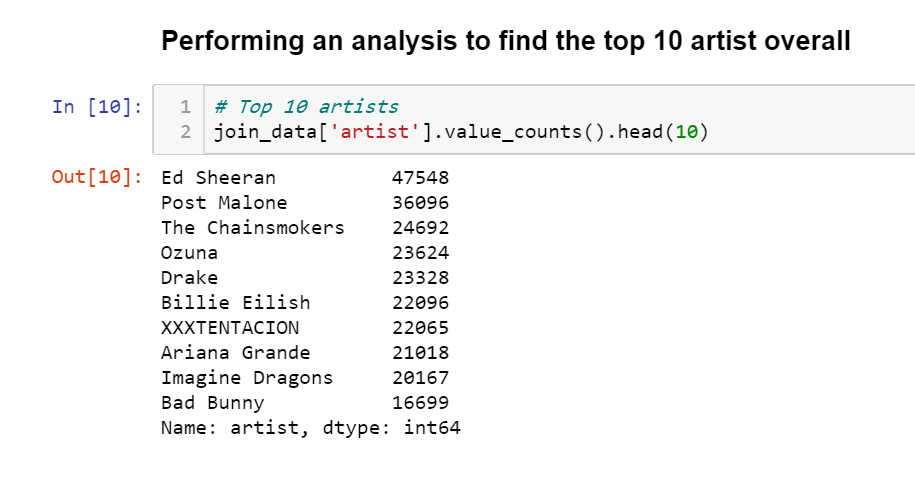 Performing an analysis to find the top 10 artist overall
In [10]: 1 # Top 10 artists
2 join_data['artist'].value_counts().head(10)
Out[10]: Ed Sheeran 47548
Post Malone 36096
The Chainsmokers 24692
Ozuna 23624
Drake 23328
Billie Eilish 22096
XXXTENTACION 22065
Ariana Grande 21018
Imagine Dragons 20167
Bad Bunny 16699
Name: artist, dtype: int64